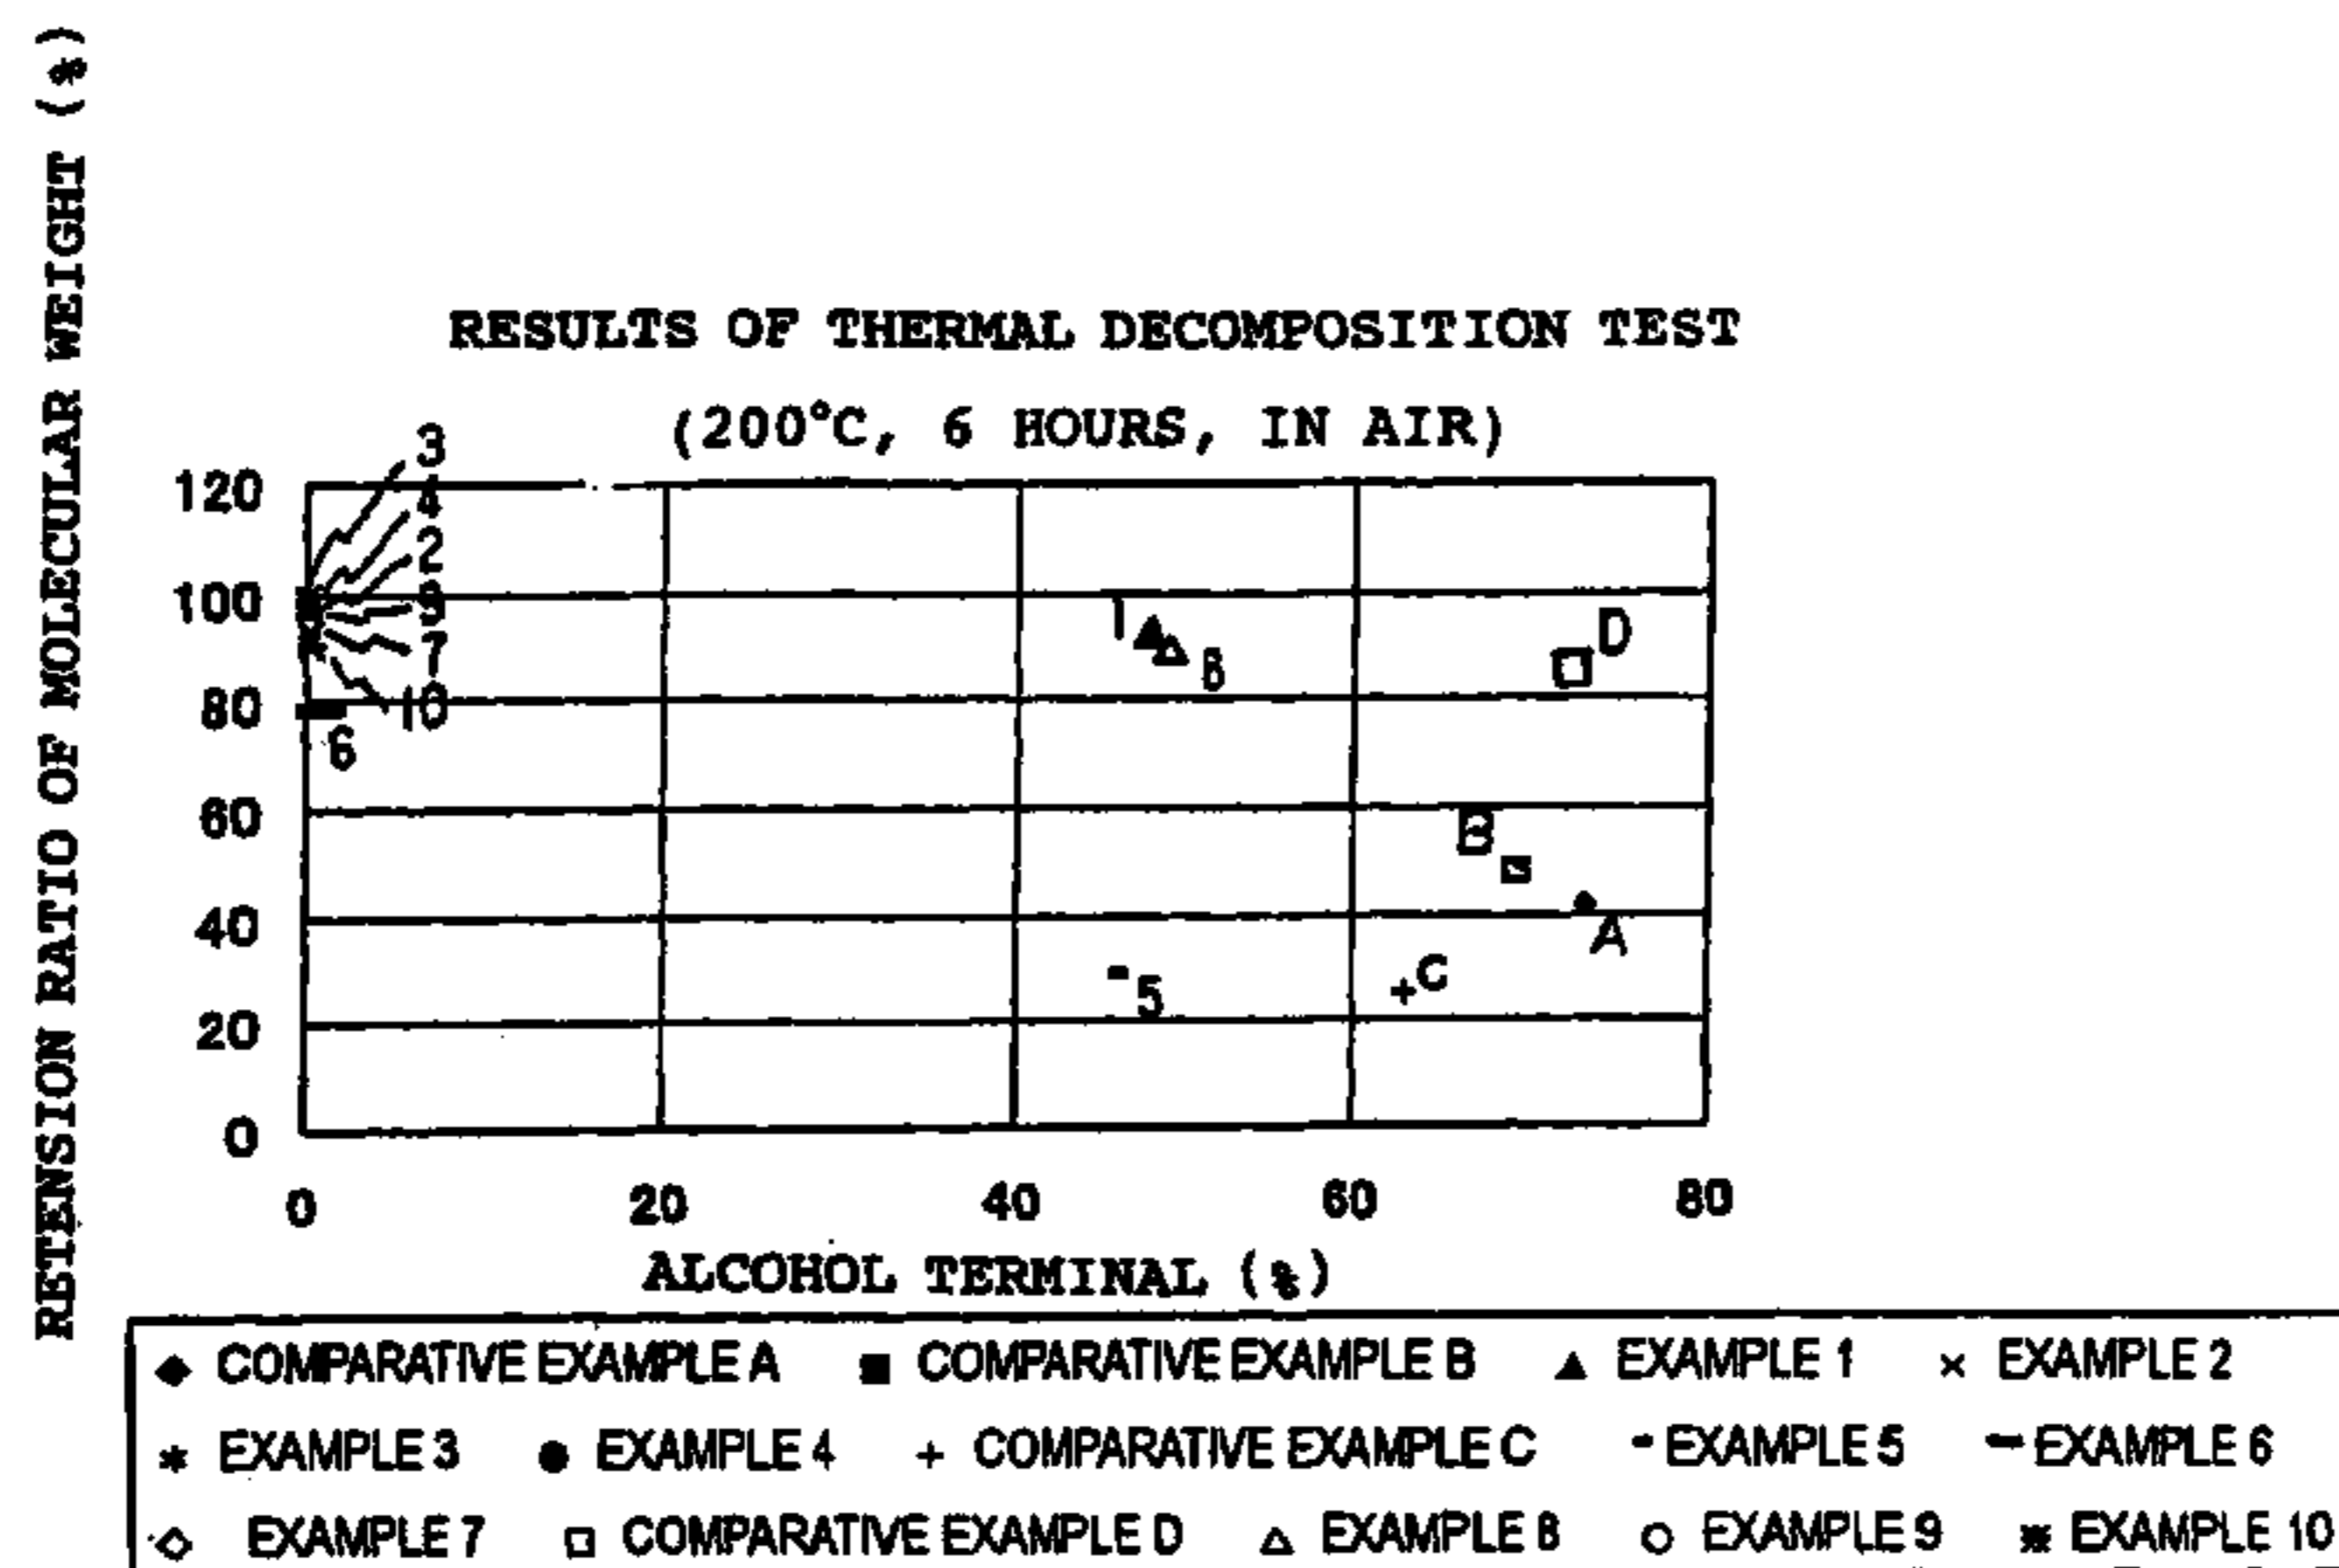 RETENSION RATIO OF MOLECULAR WEIGHT (%)
RESULTS OF THERMAL DECOMPOSITION TEST
(200°C, 6 HOURS, IN AIR)
120
100
80
60
40
20
0
3
4
2
9
7
10
6
1
8
D
B
A
C
5
0
20
40
60
80
ALCOHOL TERMINAL (%)
COMPARATIVE EXAMPLE A COMPARATIVE EXAMPLE B EXAMPLE 1 EXAMPLE 2
EXAMPLE 3 EXAMPLE 4 COMPARATIVE EXAMPLE C EXAMPLE 5 EXAMPLE 6
EXAMPLE 7 COMPARATIVE EXAMPLE D EXAMPLE 8 EXAMPLE 9 EXAMPLE 10